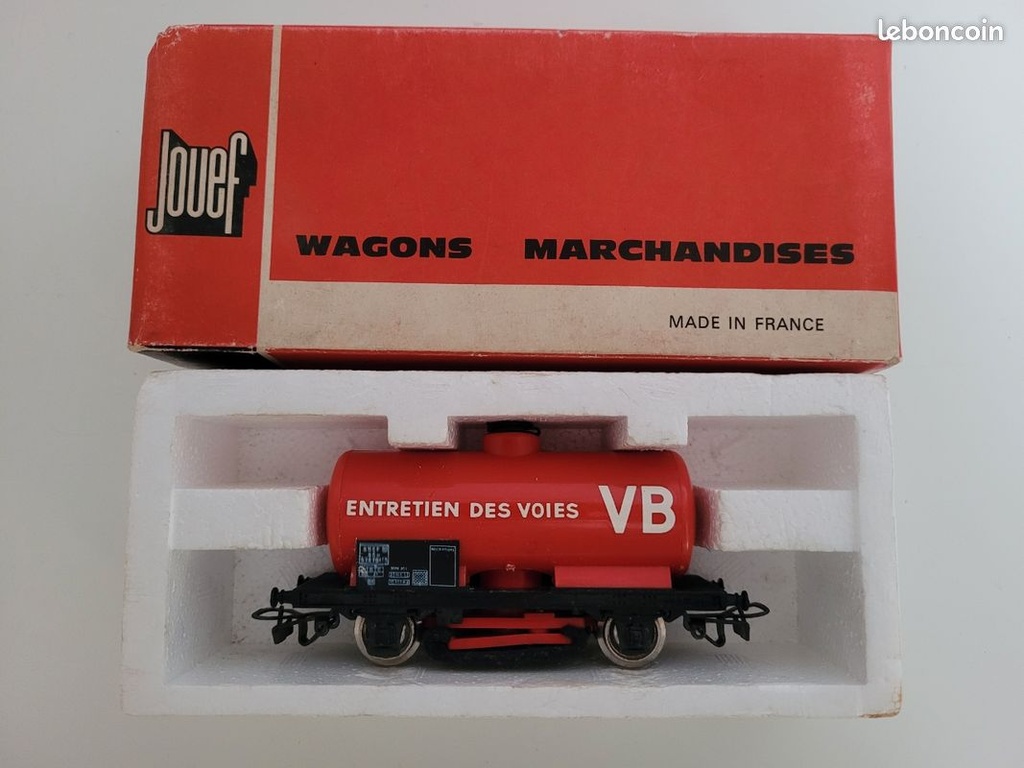 leboncoin
Jouef
WAGONS MARCHANDISES
MADE IN FRANCE
ENTRETIEN DES VOIES VB